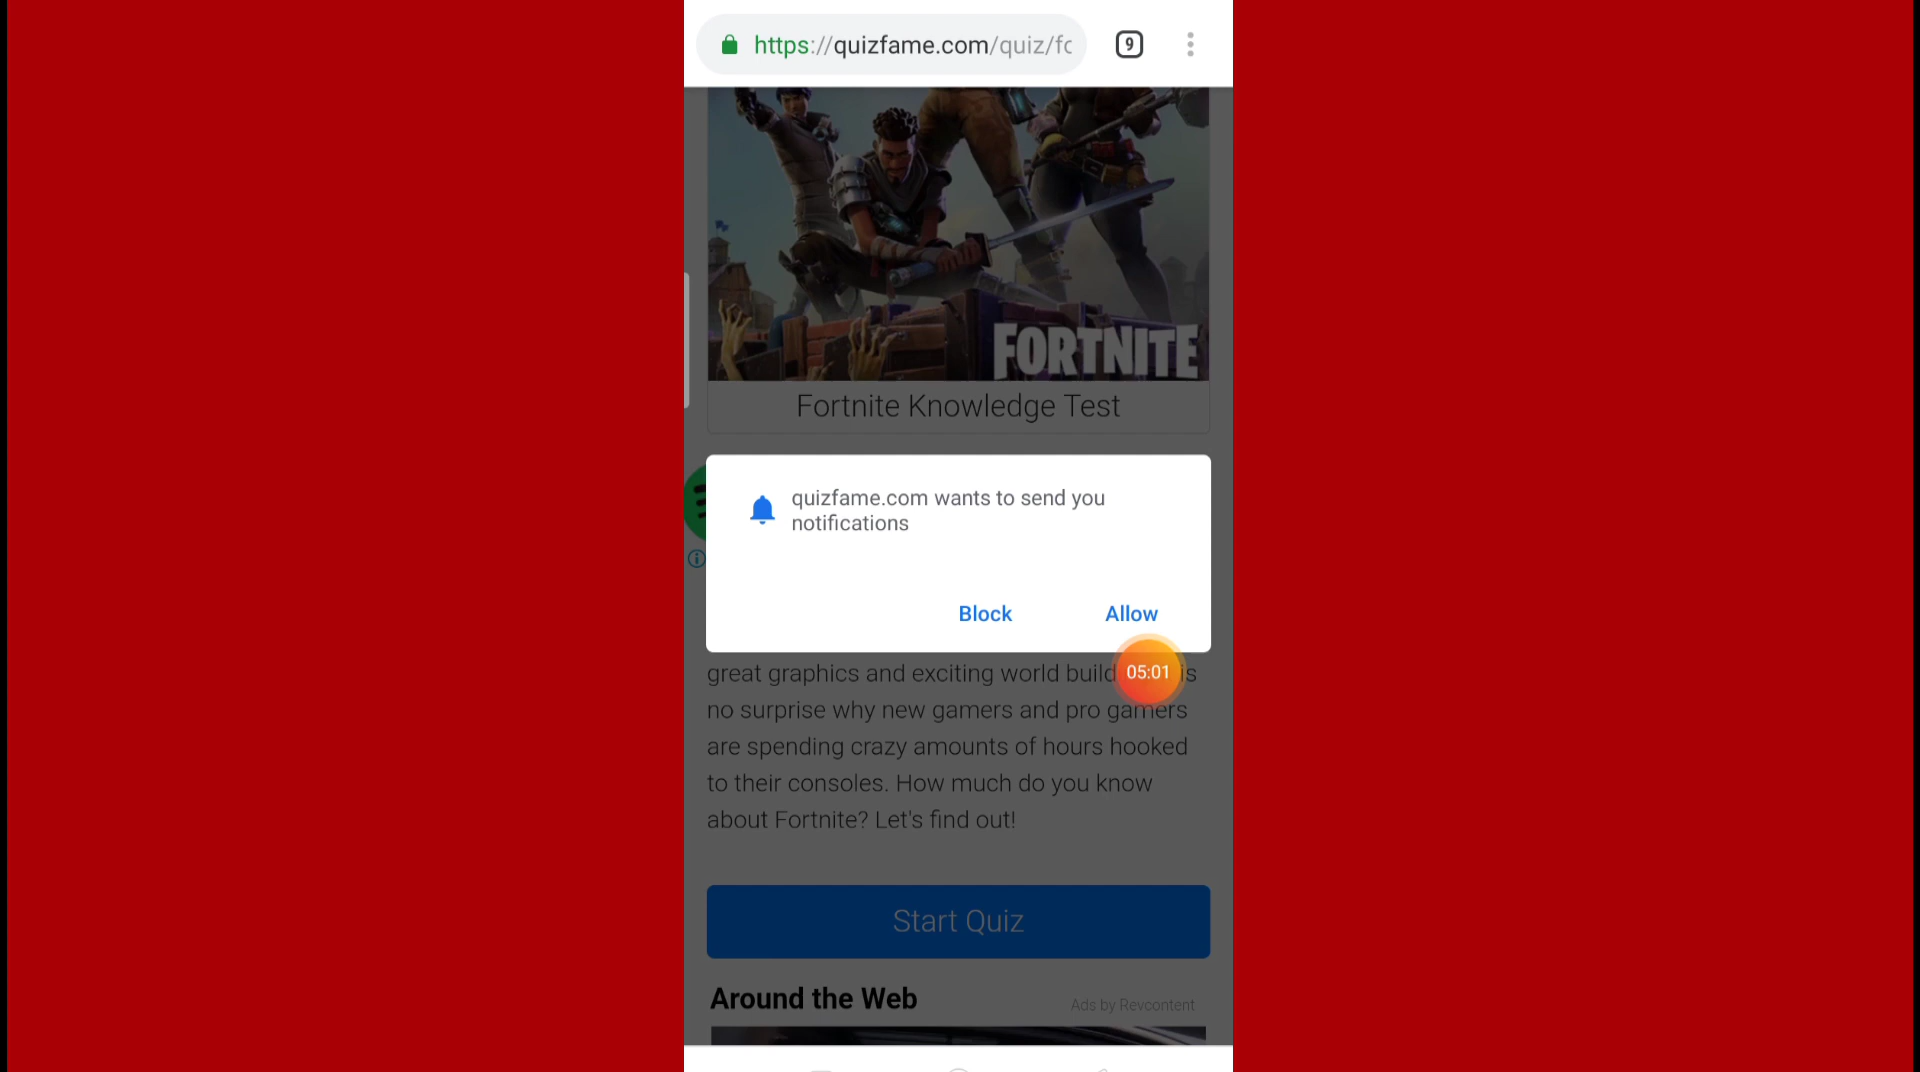 https://quizfame.com/quiz/fo
9
FORTNITE
Fortnite Knowledge Test
quizfame.com wants to send you
notifications
Block
Allow
05:01
great graphics and exciting world build is
no surprise why new gamers and pro gamers
are spending crazy amounts of hours hooked
to their consoles. How much do you know
about Fortnite? Let's find out!
Start Quiz
Around the Web
Ads by Revcontent